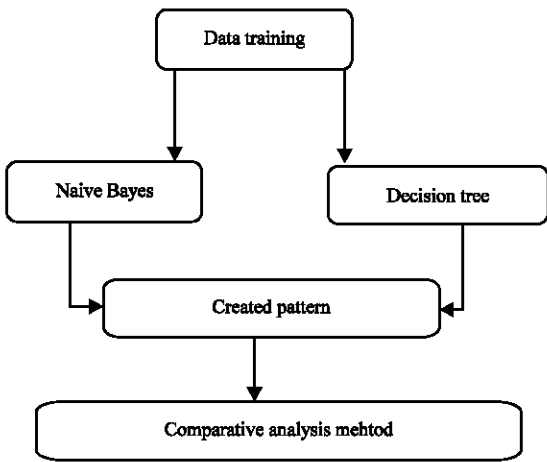 Data training
Naive Bayes
Decision tree
Created pattern
Comparative analysis mehtod